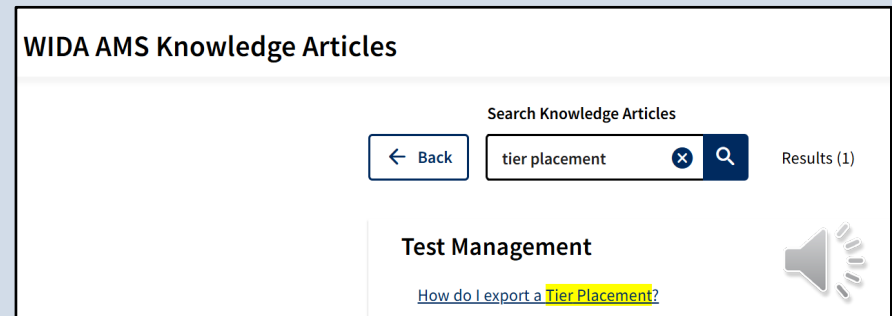 WIDA AMS Knowledge Articles
Search Knowledge Articles
Back
tier placement
Results (1)
Test Management
How do I export a Tier Placement?